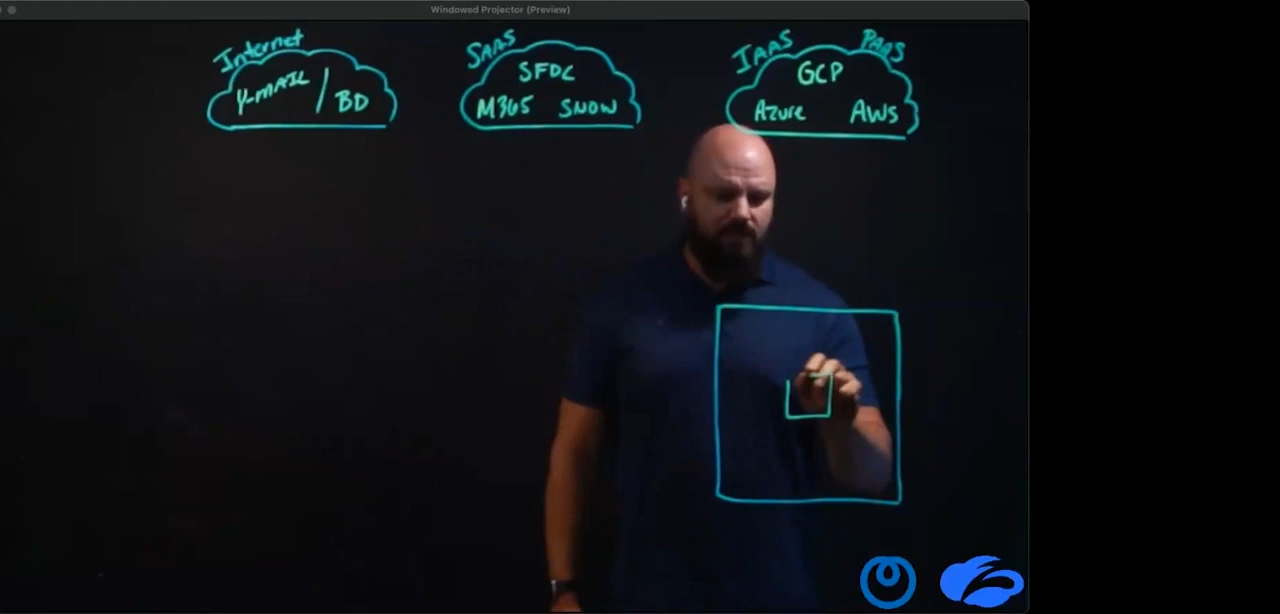 Windowed Projector (Preview)
Internet
Y-MAIL / BD
SAAS
SFDC
M365 SNOW
IAAS PAAS
GCP
Azure AWS